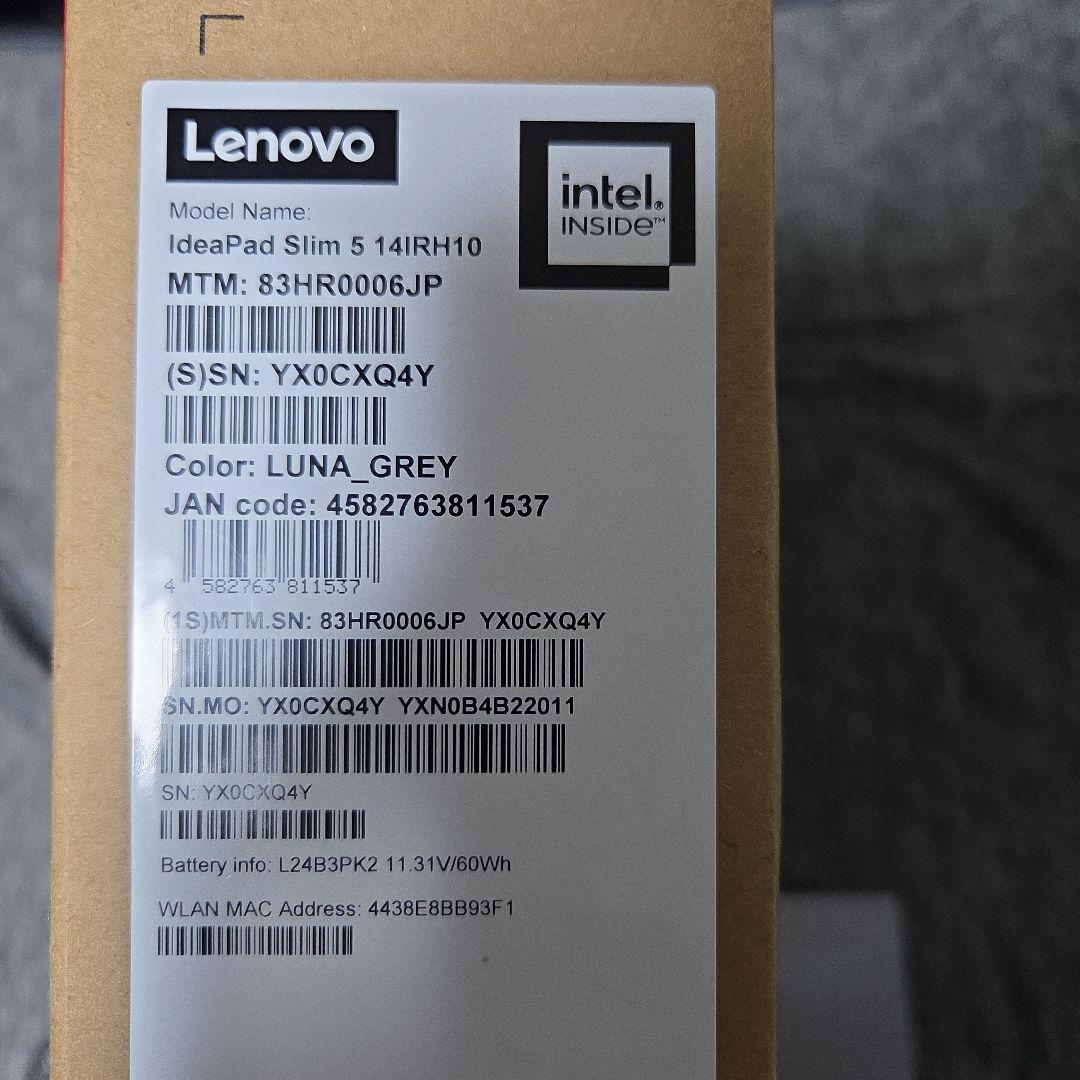 Lenovo
intel.
INSIDE™
Model Name:
IdeaPad Slim 5 14IRH10
MTM: 83HR0006JP
(S)SN: YX0CXQ4Y
Color: LUNA_GREY
JAN code: 4582763811537
4 582763 811537
(1S)MTM.SN: 83HR0006JP YX0CXQ4Y
SN.MO: YX0CXQ4Y YXN0B4B22011
SN: YX0CXQ4Y
Battery info: L24B3PK2 11.31V/60Wh
WLAN MAC Address: 4438E8BB93F1